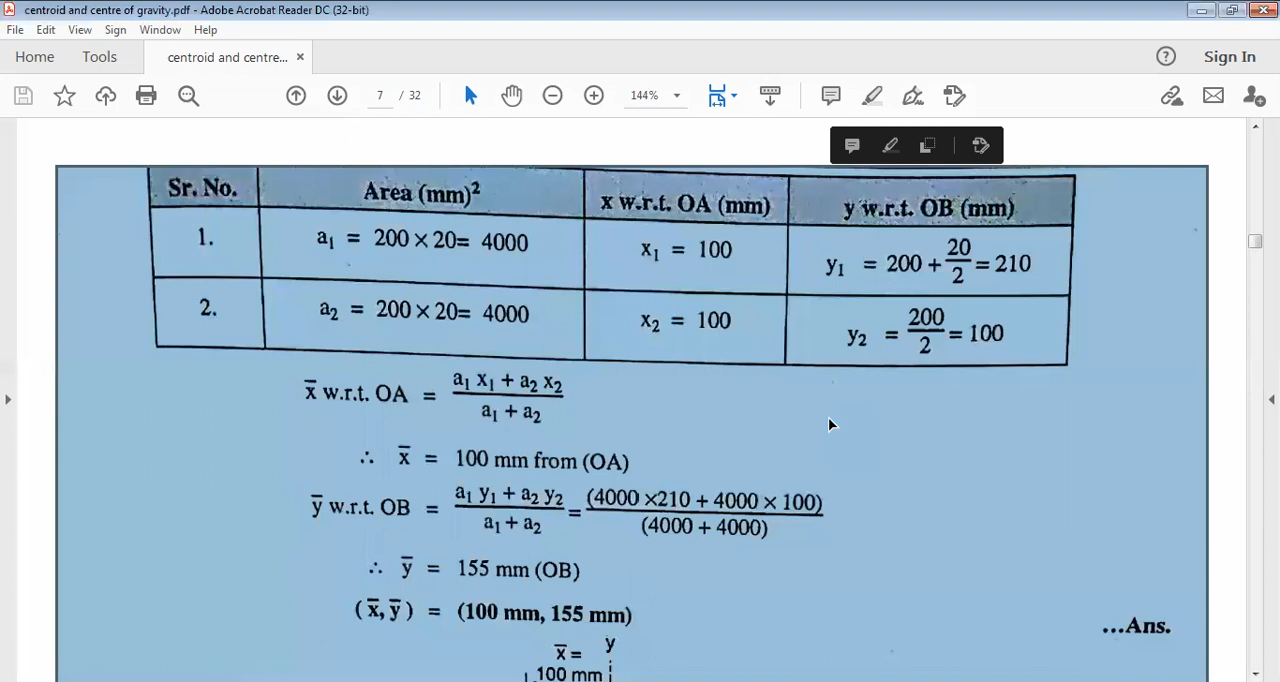 centroid and centre of gravity.pdf - Adobe Acrobat Reader DC (32-bit)
File Edit View Sign Window Help
Home Tools centroid and centre... × Sign In
7 / 32 144%
Sr. No. Area (mm)² x w.r.t. OA (mm) y w.r.t. OB (mm)
1. a₁ = 200 × 20= 4000 x₁ = 100 y₁ = 200 + 20/2 = 210
2. a₂ = 200 × 20= 4000 x₂ = 100 y₂ = 200/2 = 100
x̅ w.r.t. OA = (a₁ x₁ + a₂ x₂)/(a₁ + a₂)
∴ x̅ = 100 mm from (OA)
y̅ w.r.t. OB = (a₁ y₁ + a₂ y₂)/(a₁ + a₂) = (4000 ×210 + 4000 × 100)/(4000 + 4000)
∴ y̅ = 155 mm (OB)
(x̅, y̅) = (100 mm, 155 mm)
...Ans.
x̅ = y
100 mm